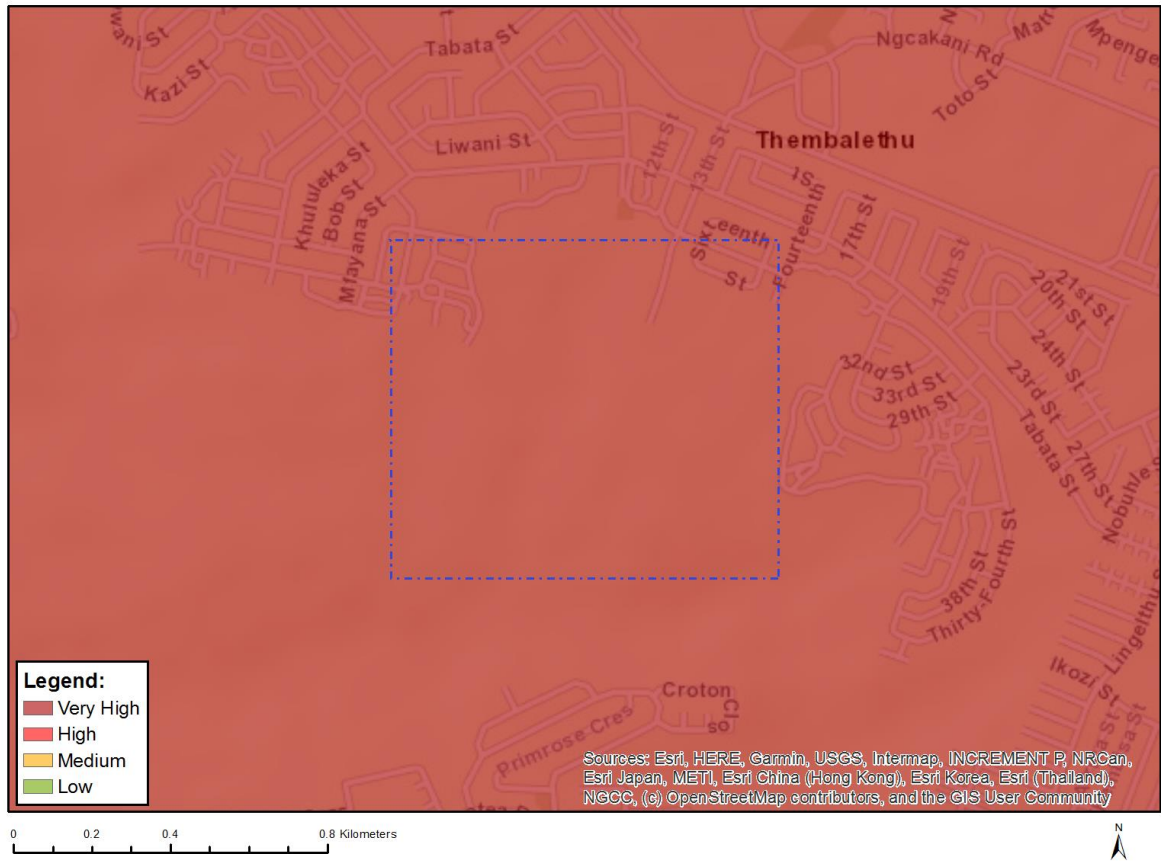 wani St
Kazi St
Tabata St
Ngcakani Rd
Toto St
Mpenge
Thembalethu
Liwani St
12th St
13th St
Khululeka St
Bob St
Mfayana St
Sixteenth
St
St
Fourteenth
17th St
19th St
21st St
20th St
24th St
23rd St
32nd St
33rd St
29th St
Tabata St
27th St
Nobuhle S
38th St
Thirty-Fourth St
Ikozi St
Croton
Clos
Primrose Cres
Legend:
Very High
High
Medium
Low
Sources: Esri, HERE, Garmin, USGS, Intermap, INCREMENT P, NRCan,
Esri Japan, METI, Esri China (Hong Kong), Esri Korea, Esri (Thailand),
NGCC, (c) OpenStreetMap contributors, and the GIS User Community
0 0.2 0.4 0.8 Kilometers
N